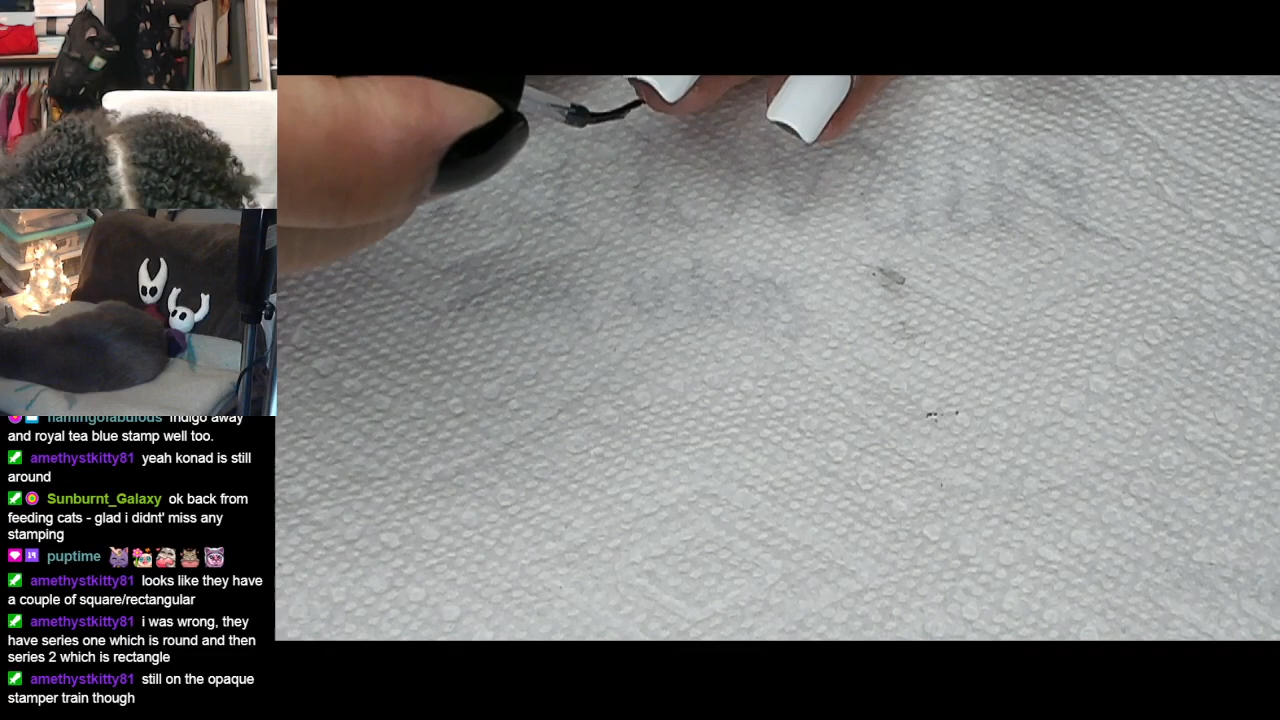 flamingofabulous indigo away
and royal tea blue stamp well too.
amethystkitty81 yeah konad is still
around
Sunburnt_Galaxy ok back from
feeding cats - glad i didnt' miss any
stamping
puptime
amethystkitty81 looks like they have
a couple of square/rectangular
amethystkitty81 i was wrong, they
have series one which is round and then
series 2 which is rectangle
amethystkitty81 still on the opaque
stamper train though